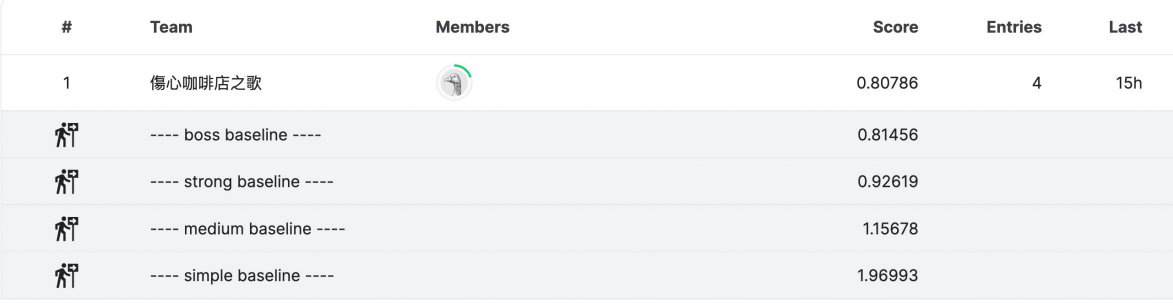 # Team Members Score Entries Last
1 傷心咖啡店之歌 0.80786 4 15h
---- boss baseline ---- 0.81456
---- strong baseline ---- 0.92619
---- medium baseline ---- 1.15678
---- simple baseline ---- 1.96993